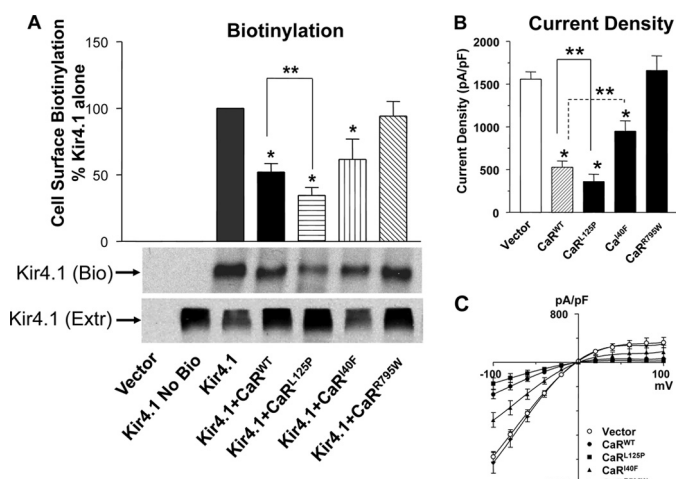 A
Biotinylation
Cell Surface Biotinylation
% Kir4.1 alone
150
100
50
0
**
*
*
*
Kir4.1 (Bio)
Kir4.1 (Extr)
Vector
Kir4.1 No Bio
Kir4.1
Kir4.1+CaRWT
Kir4.1+CaRL125P
Kir4.1+CaRI40F
Kir4.1+CaRR795W
B
Current Density
Current Density (pA/pF)
2000
1500
1000
500
0
**
**
*
*
*
Vector
CaRWT
CaRL125P
CaI40F
CaRR795W
C
pA/pF
800
-100
100
mV
Vector
CaRWT
CaRL125P
CaRI40F